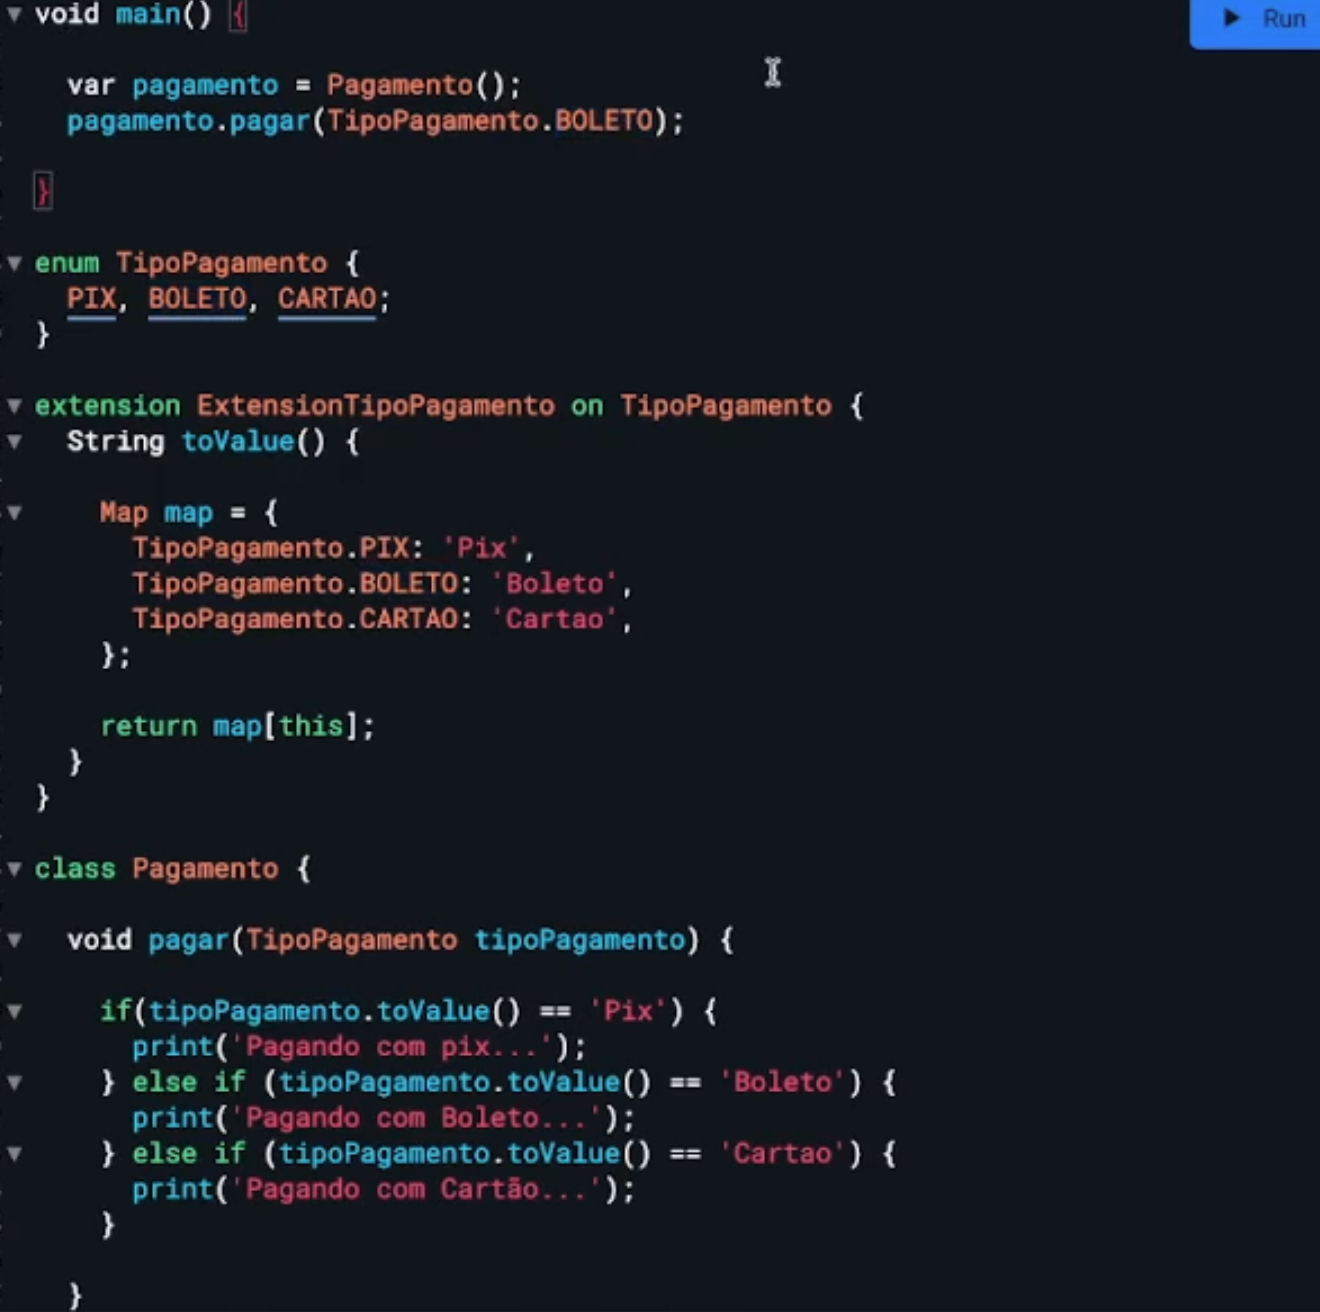 void main() {
Run
var pagamento = Pagamento();
pagamento.pagar(TipoPagamento.BOLETO);
}
enum TipoPagamento {
PIX, BOLETO, CARTAO;
}
extension ExtensionTipoPagamento on TipoPagamento {
String toValue() {
Map map = {
TipoPagamento.PIX: 'Pix',
TipoPagamento.BOLETO: 'Boleto',
TipoPagamento.CARTAO: 'Cartao',
};
return map[this];
}
}
class Pagamento {
void pagar(TipoPagamento tipoPagamento) {
if(tipoPagamento.toValue() == 'Pix') {
print('Pagando com pix...');
} else if (tipoPagamento.toValue() == 'Boleto') {
print('Pagando com Boleto...');
} else if (tipoPagamento.toValue() == 'Cartao') {
print('Pagando com Cartão...');
}
}